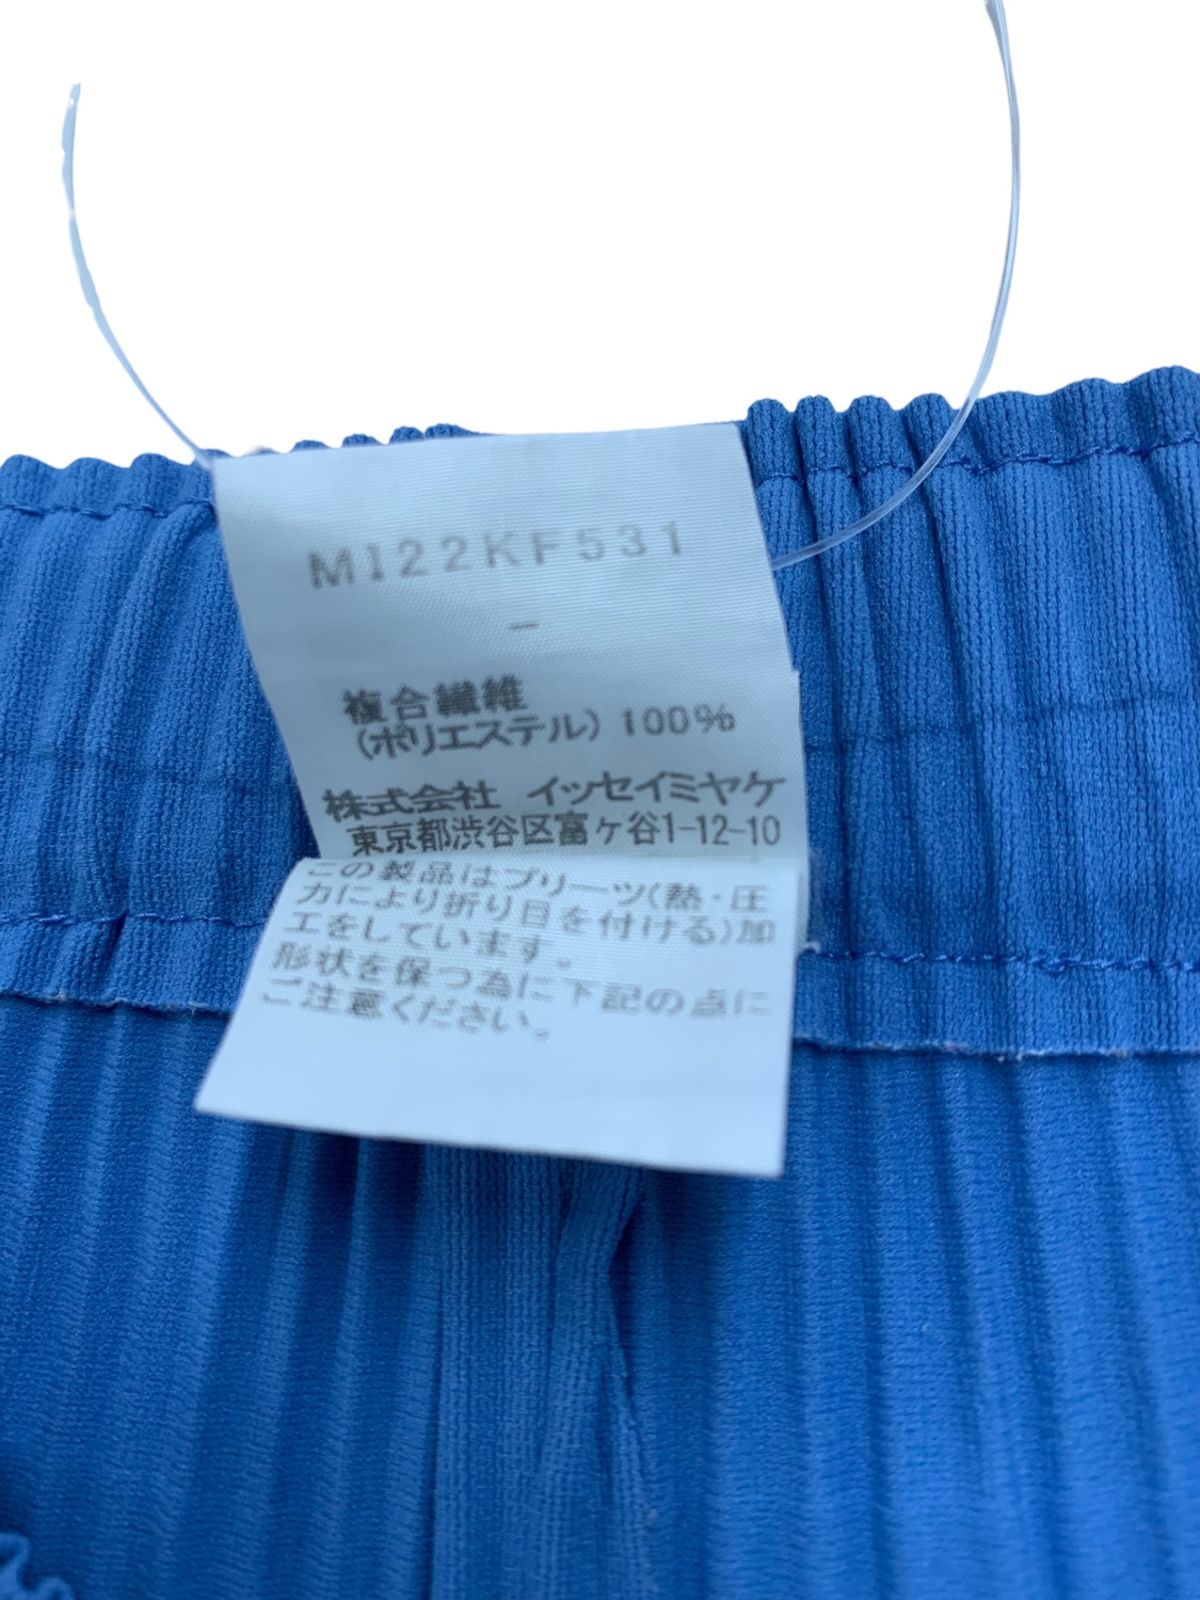 MI22KF531
–
複合繊維
(ポリエステル) 100%
株式会社 イッセイミヤケ
東京都渋谷区富ヶ谷1-12-10
この製品はプリーツ(熱・圧
力により折り目を付ける)加
工をしています。
形状を保つ為に下記の点に
ご注意ください。